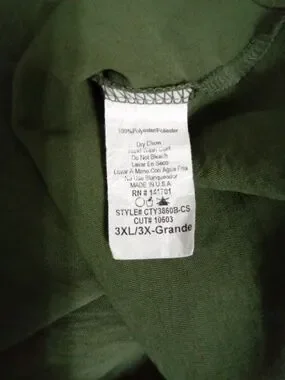 100%Polyester/Poliester
Dry Clean
Hand Wash Cold
Do Not Bleach
Lavar En Seco
Lavar A Mano Con Agua Fria
No Use Blanqueador
MADE IN U.S.A
RN # 141701
STYLE# CTY3860B-CS
CUT# 10603
3XL/3X-Grande